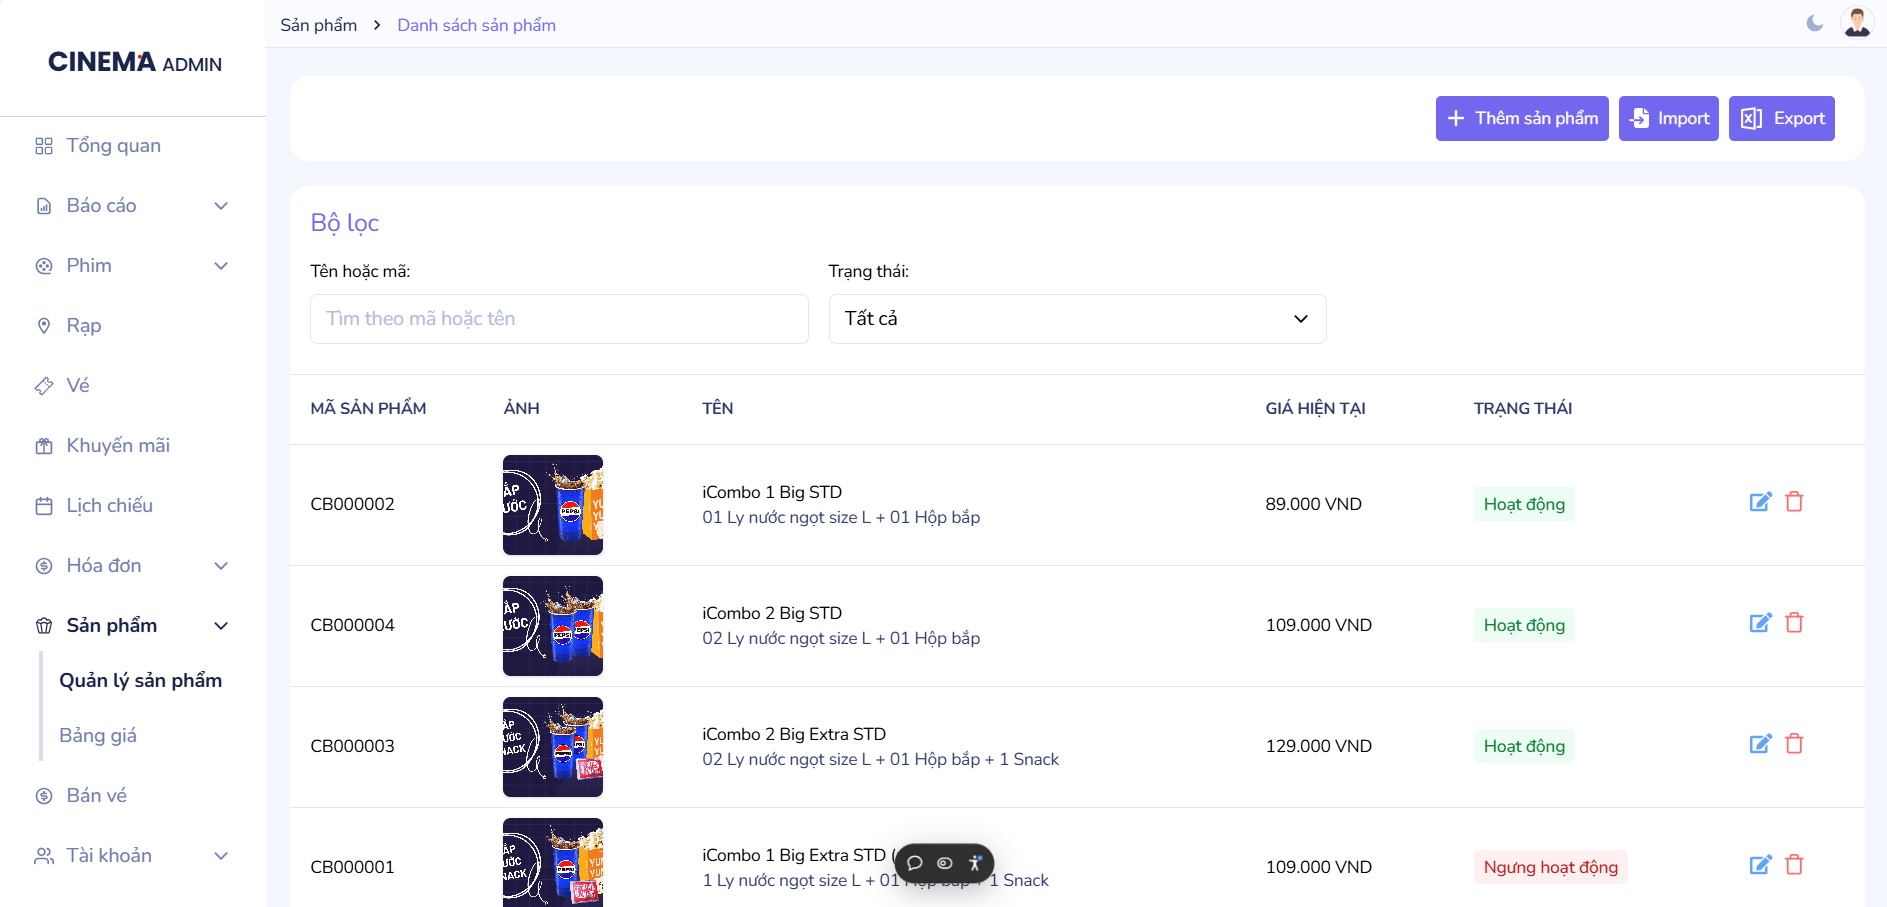 CINEMA ADMIN
Sản phẩm > Danh sách sản phẩm
Tổng quan
Báo cáo
Phim
Rạp
Vé
Khuyến mãi
Lịch chiếu
Hóa đơn
Sản phẩm
Quản lý sản phẩm
Bảng giá
Bán vé
Tài khoản
Thêm sản phẩm
Import
Export
Bộ lọc
Tên hoặc mã:
Trạng thái:
Tìm theo mã hoặc tên
Tất cả
MÃ SẢN PHẨM ẢNH TÊN GIÁ HIỆN TẠI TRẠNG THÁI
CB000002
PEPSI
iCombo 1 Big STD
01 Ly nước ngọt size L + 01 Hộp bắp
89.000 VND
Hoạt động
CB000004
PEPSI
PEPSI
iCombo 2 Big STD
02 Ly nước ngọt size L + 01 Hộp bắp
109.000 VND
Hoạt động
CB000003
iCombo 2 Big Extra STD
02 Ly nước ngọt size L + 01 Hộp bắp + 1 Snack
129.000 VND
Hoạt động
CB000001
iCombo 1 Big Extra STD (
1 Ly nước ngọt size L + 01 Hộp bắp + 1 Snack
109.000 VND
Ngưng hoạt động